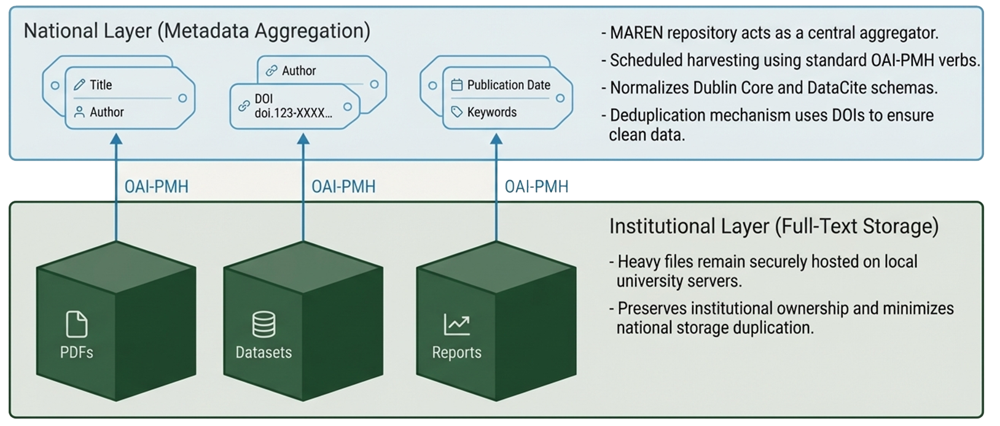 National Layer (Metadata Aggregation)
Title
Author
Author
DOI
doi.123-XXXX...
Publication Date
Keywords
- MAREN repository acts as a central aggregator.
- Scheduled harvesting using standard OAI-PMH verbs.
- Normalizes Dublin Core and DataCite schemas.
- Deduplication mechanism uses DOIs to ensure
clean data.
OAI-PMH
OAI-PMH
OAI-PMH
PDFs
Datasets
Reports
Institutional Layer (Full-Text Storage)
- Heavy files remain securely hosted on local
university servers.
- Preserves institutional ownership and minimizes
national storage duplication.